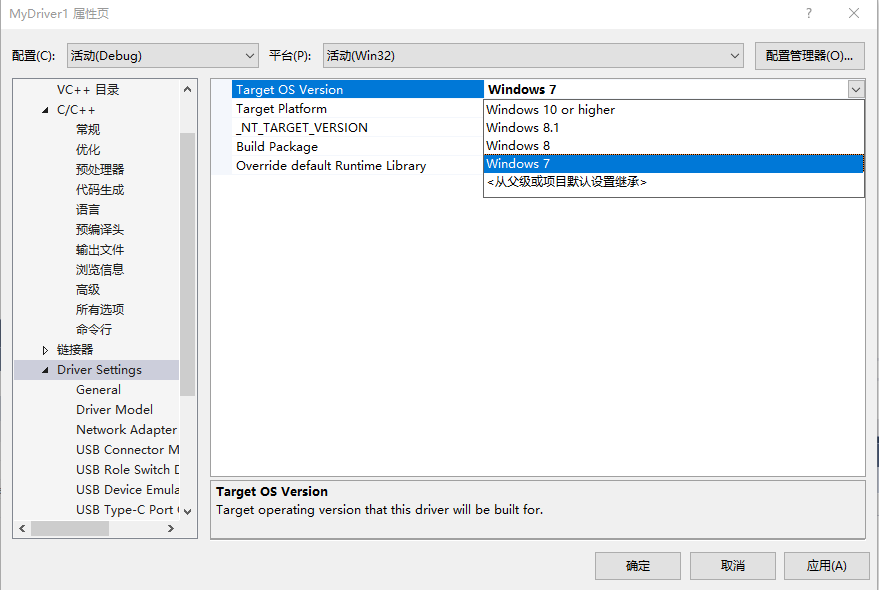 MyDriver1 属性页
配置(C): 活动(Debug) 平台(P): 活动(Win32) 配置管理器(O)...
VC++ 目录
C/C++
常规
优化
预处理器
代码生成
语言
预编译头
输出文件
浏览信息
高级
所有选项
命令行
链接器
Driver Settings
General
Driver Model
Network Adapter
USB Connector M
USB Role Switch D
USB Device Emula
USB Type-C Port
Target OS Version Windows 7
Target Platform
_NT_TARGET_VERSION
Build Package
Override default Runtime Library
Windows 10 or higher
Windows 8.1
Windows 8
Windows 7
<从父级或项目默认设置继承>
Target OS Version
Target operating version that this driver will be built for.
确定 取消 应用(A)